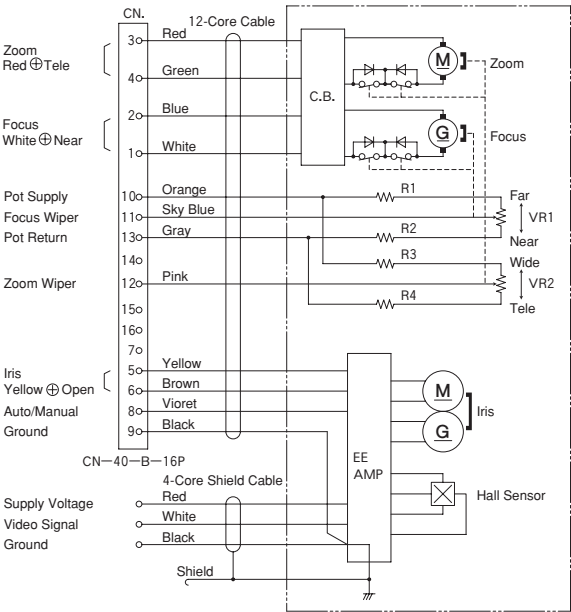 CN.
12-Core Cable
Zoom
Red ⊕ Tele
3
Red
4
Green
C.B.
M
Zoom
Focus
White ⊕ Near
2
Blue
1
White
G
Focus
Pot Supply
10
Orange
R1
Far
Focus Wiper
11
Sky Blue
VR1
Pot Return
13
Gray
R2
Near
14
R3
Wide
Zoom Wiper
12
Pink
VR2
15
R4
Tele
16
7
Iris
Yellow ⊕ Open
5
Yellow
6
Brown
M
Iris
Auto/Manual
8
Vioret
G
Ground
9
Black
CN-40-B-16P
EE
AMP
4-Core Shield Cable
Supply Voltage
Red
Hall Sensor
Video Signal
White
Ground
Black
Shield